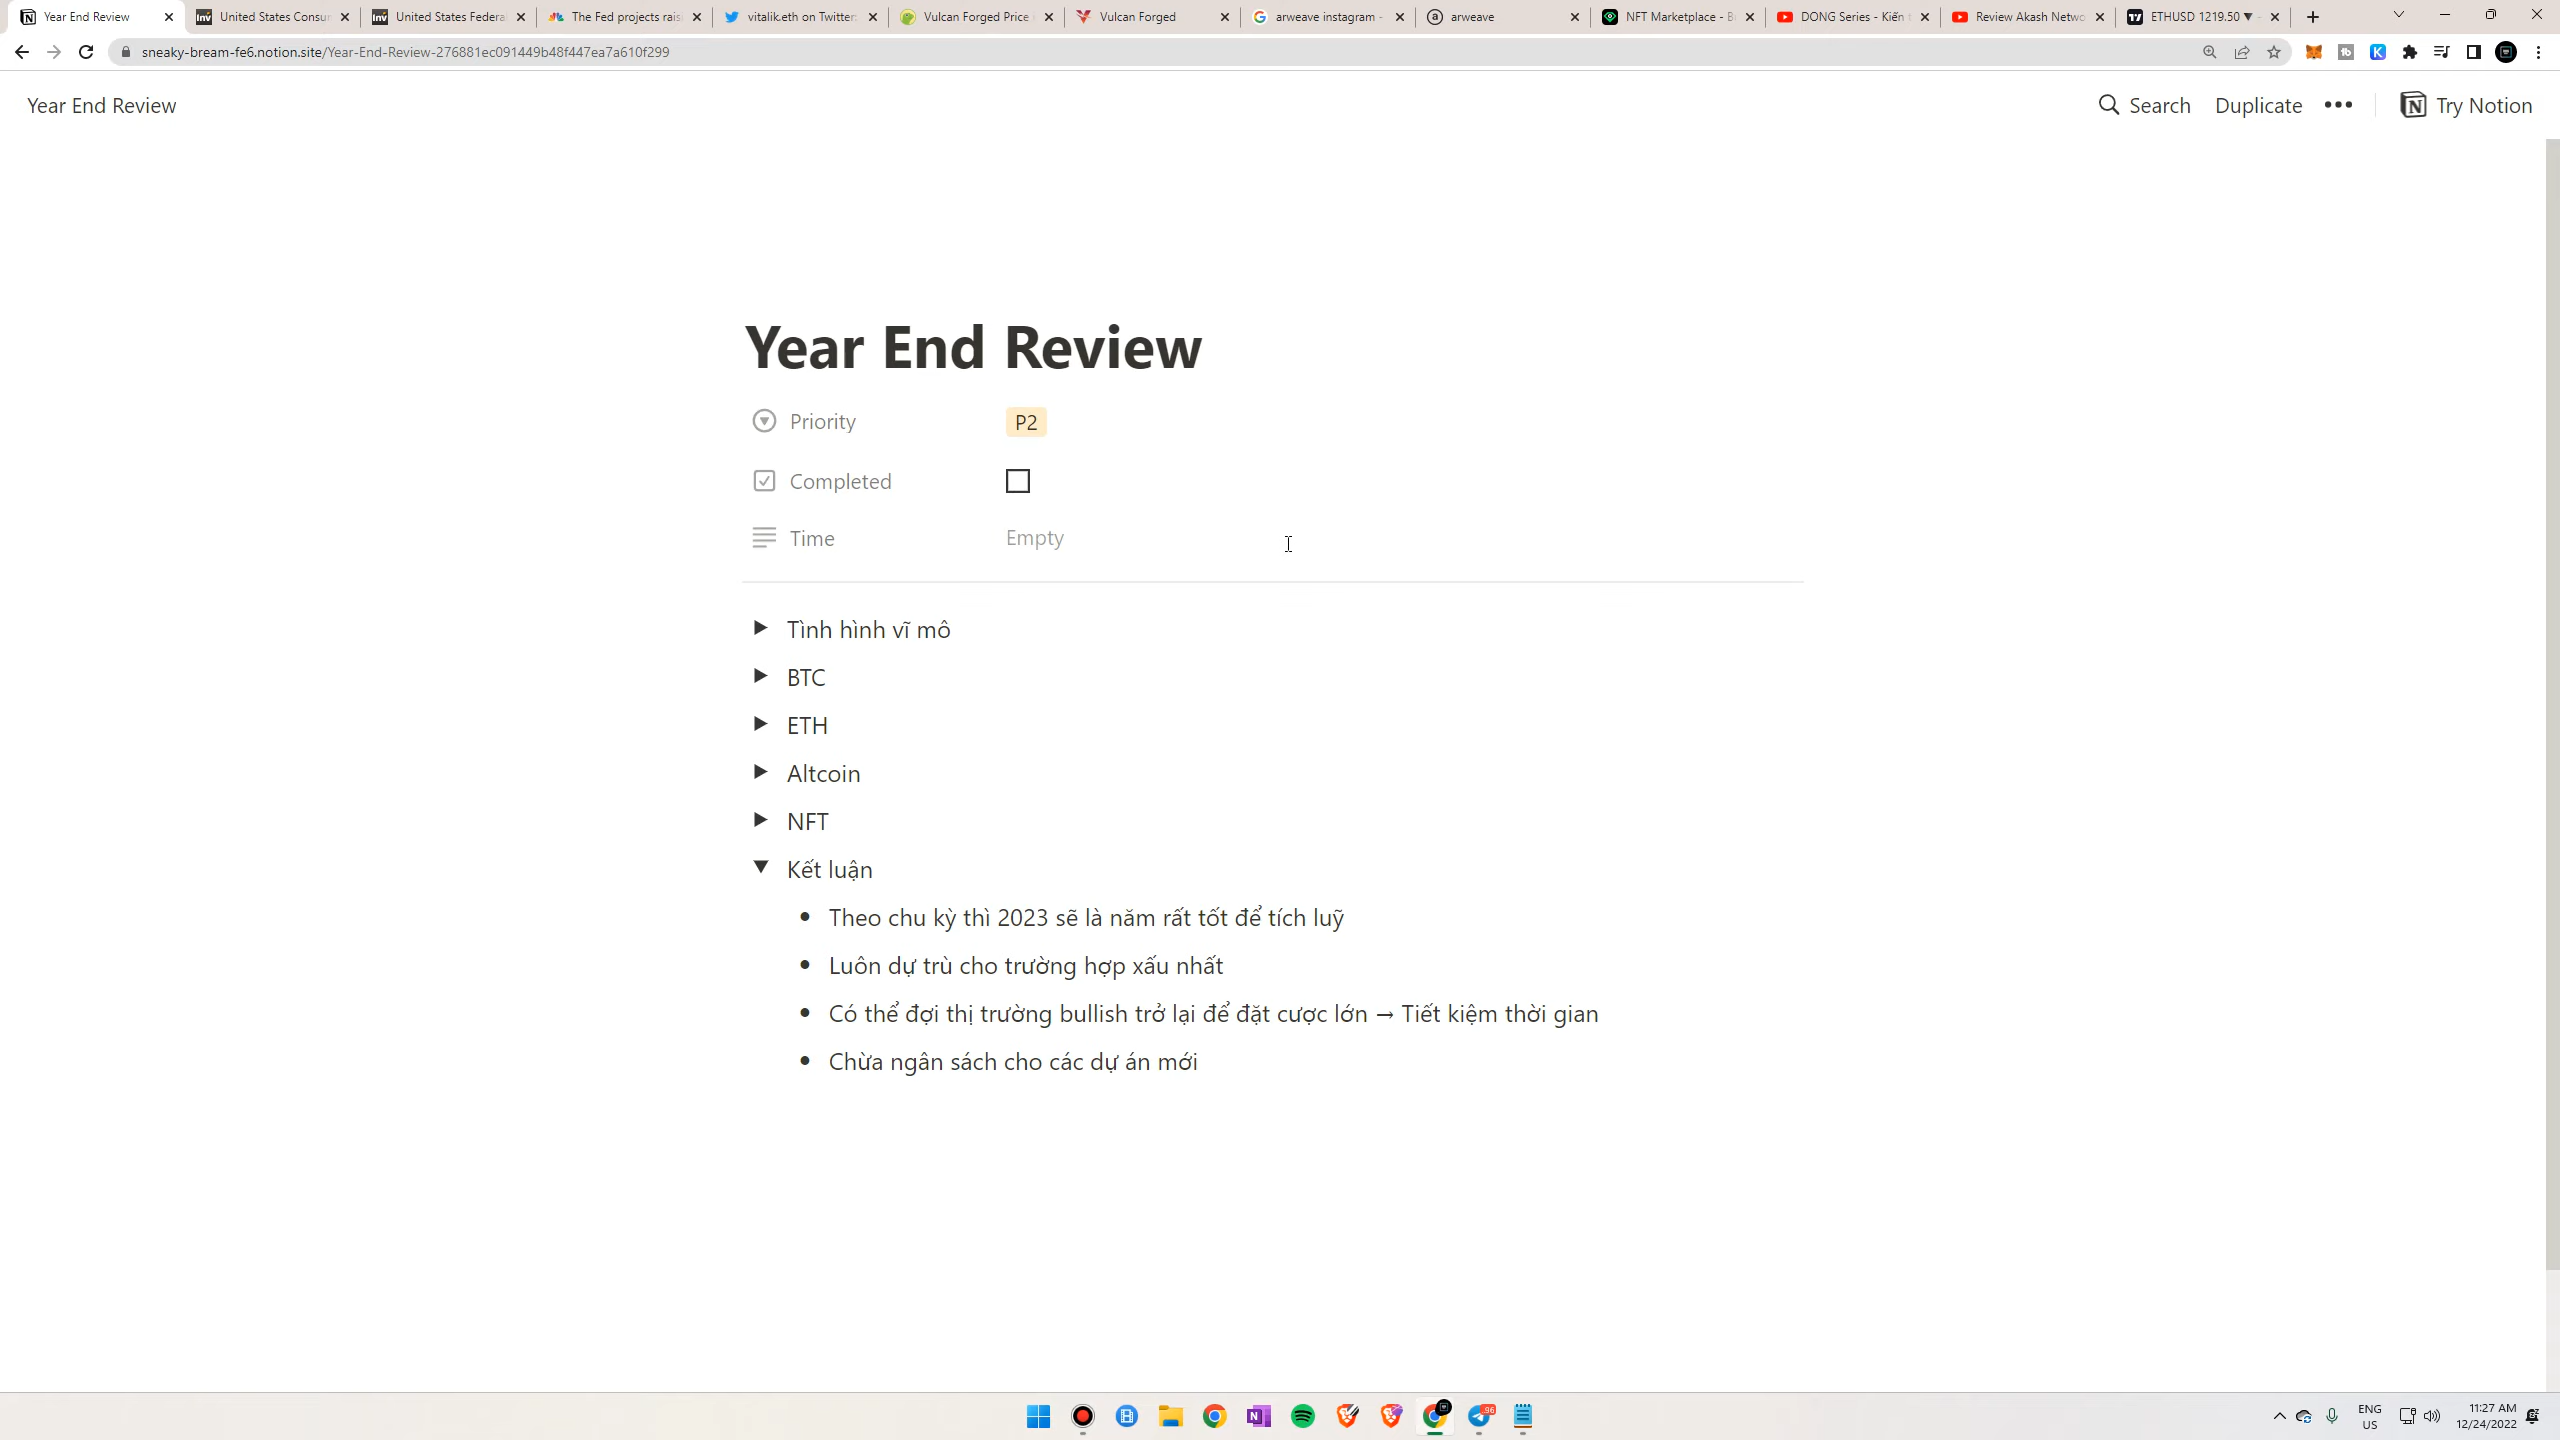 Year End Review
United States Consu
United States Federa
The Fed projects rais
vitalik.eth on Twitter:
Vulcan Forged Price
Vulcan Forged
arweave instagram -
arweave
NFT Marketplace - B
DONG Series - Kiến t
Review Akash Netwo
ETHUSD 1219.50 ▼ -
sneaky-bream-fe6.notion.site/Year-End-Review-276881ec091449b48f447ea7a610f299
Year End Review
Search
Duplicate
Try Notion
Year End Review
Priority P2
Completed
Time Empty
Tình hình vĩ mô
BTC
ETH
Altcoin
NFT
Kết luận
Theo chu kỳ thì 2023 sẽ là năm rất tốt để tích luỹ
Luôn dự trù cho trường hợp xấu nhất
Có thể đợi thị trường bullish trở lại để đặt cược lớn → Tiết kiệm thời gian
Chừa ngân sách cho các dự án mới
96
ENG
US
11:27 AM
12/24/2022